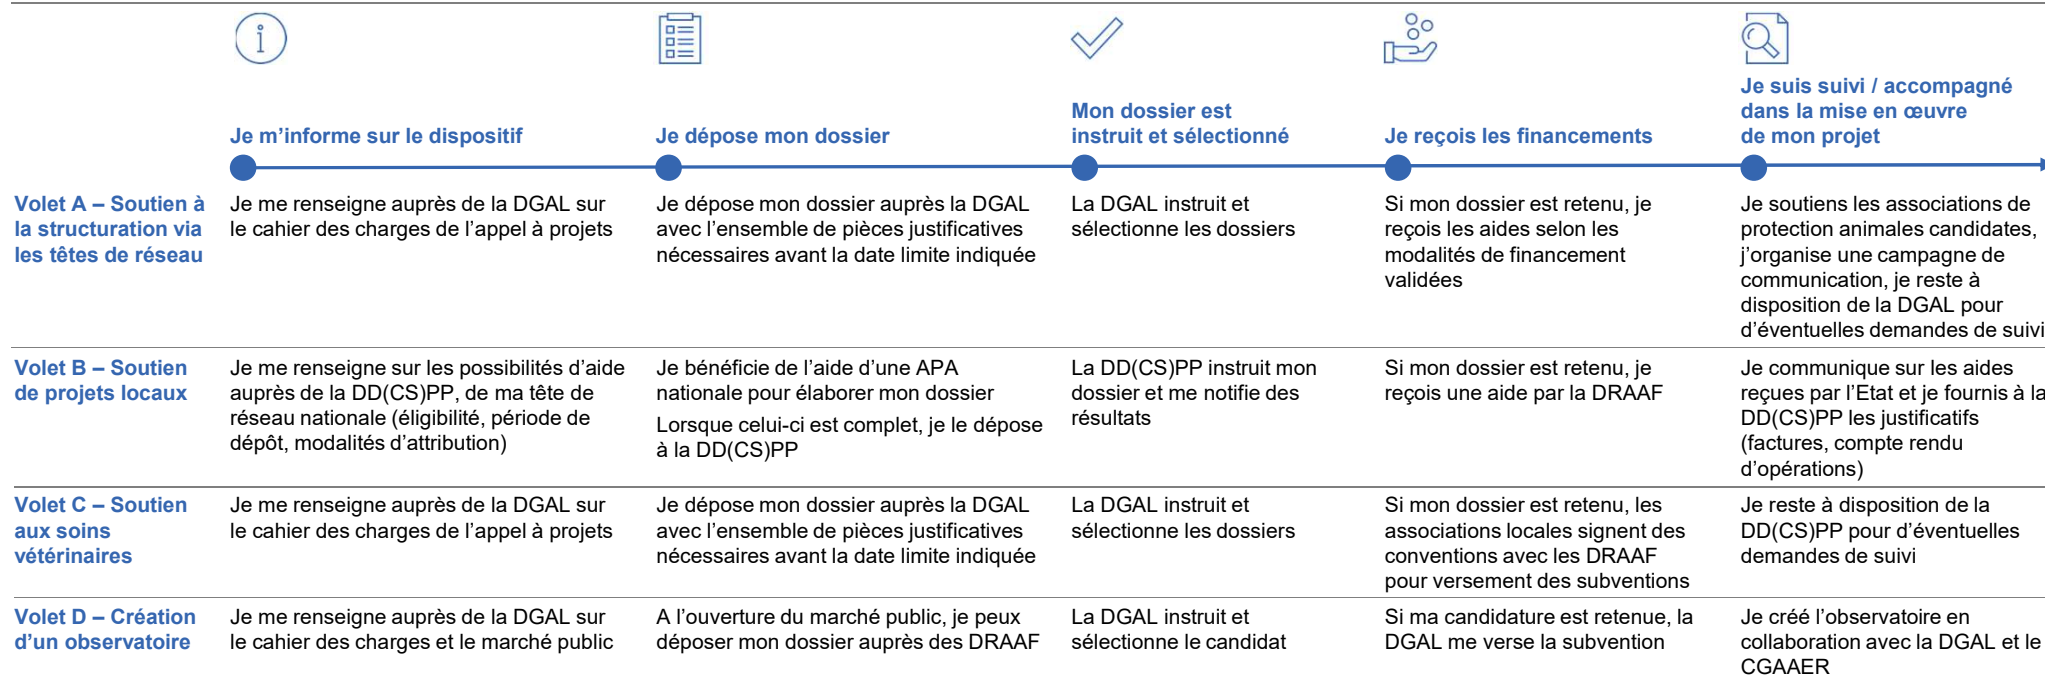 Je m'informe sur le dispositif
Je dépose mon dossier
Mon dossier est
instruit et sélectionné
Je reçois les financements
Je suis suivi / accompagné
dans la mise en œuvre
de mon projet
Volet A – Soutien à
la structuration via
les têtes de réseau
Je me renseigne auprès de la DGAL sur
le cahier des charges de l'appel à projets
Je dépose mon dossier auprès la DGAL
avec l'ensemble de pièces justificatives
nécessaires avant la date limite indiquée
La DGAL instruit et
sélectionne les dossiers
Si mon dossier est retenu, je
reçois les aides selon les
modalités de financement
validées
Je soutiens les associations de
protection animales candidates,
j'organise une campagne de
communication, je reste à
disposition de la DGAL pour
d'éventuelles demandes de suivi
Volet B – Soutien
de projets locaux
Je me renseigne sur les possibilités d'aide
auprès de la DD(CS)PP, de ma tête de
réseau nationale (éligibilité, période de
dépôt, modalités d'attribution)
Je bénéficie de l'aide d'une APA
nationale pour élaborer mon dossier
Lorsque celui-ci est complet, je le dépose
à la DD(CS)PP
La DD(CS)PP instruit mon
dossier et me notifie des
résultats
Si mon dossier est retenu, je
reçois une aide par la DRAAF
Je communique sur les aides
reçues par l'Etat et je fournis à la
DD(CS)PP les justificatifs
(factures, compte rendu
d'opérations)
Volet C – Soutien
aux soins
vétérinaires
Je me renseigne auprès de la DGAL sur
le cahier des charges de l'appel à projets
Je dépose mon dossier auprès la DGAL
avec l'ensemble de pièces justificatives
nécessaires avant la date limite indiquée
La DGAL instruit et
sélectionne les dossiers
Si mon dossier est retenu, les
associations locales signent des
conventions avec les DRAAF
pour versement des subventions
Je reste à disposition de la
DD(CS)PP pour d'éventuelles
demandes de suivi
Volet D – Création
d'un observatoire
Je me renseigne auprès de la DGAL sur
le cahier des charges et le marché public
A l'ouverture du marché public, je peux
déposer mon dossier auprès des DRAAF
La DGAL instruit et
sélectionne le candidat
Si ma candidature est retenue, la
DGAL me verse la subvention
Je créé l'observatoire en
collaboration avec la DGAL et le
CGAAER